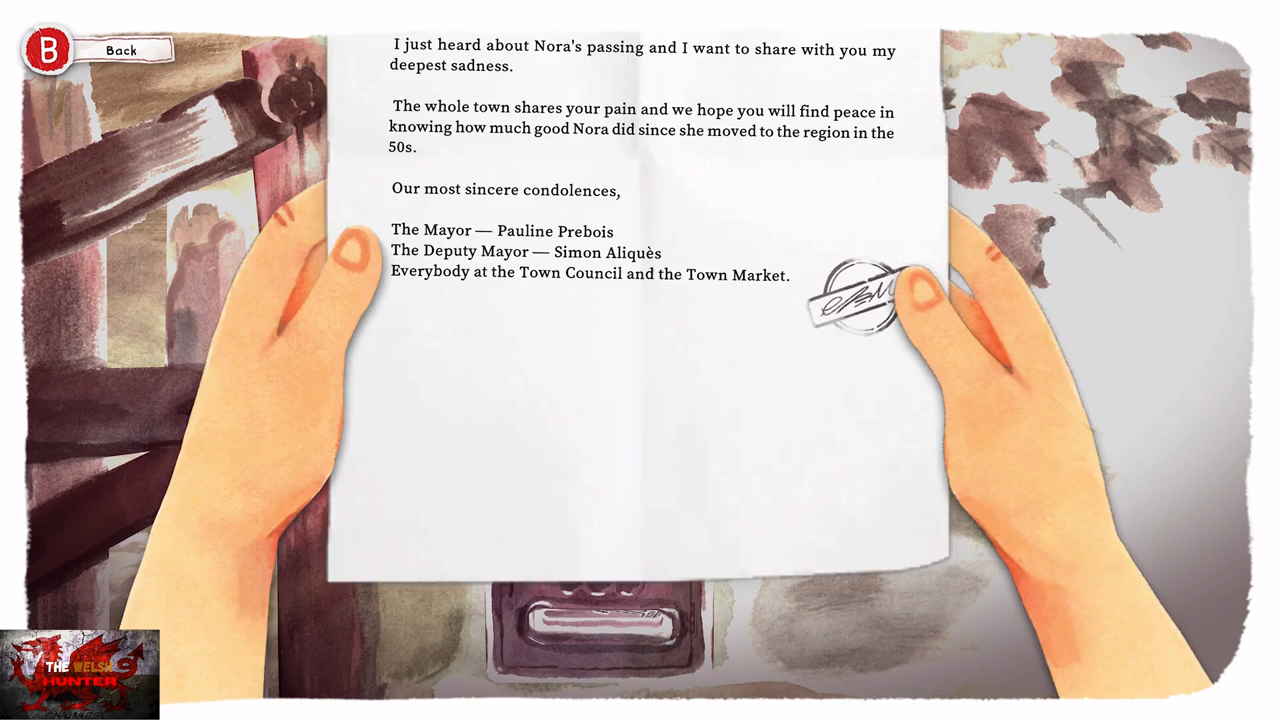 B
Back
I just heard about Nora's passing and I want to share with you my
deepest sadness.
The whole town shares your pain and we hope you will find peace in
knowing how much good Nora did since she moved to the region in the
50s.
Our most sincere condolences,
The Mayor — Pauline Prebois
The Deputy Mayor — Simon Aliquès
Everybody at the Town Council and the Town Market.
THE WELSH
HUNTER